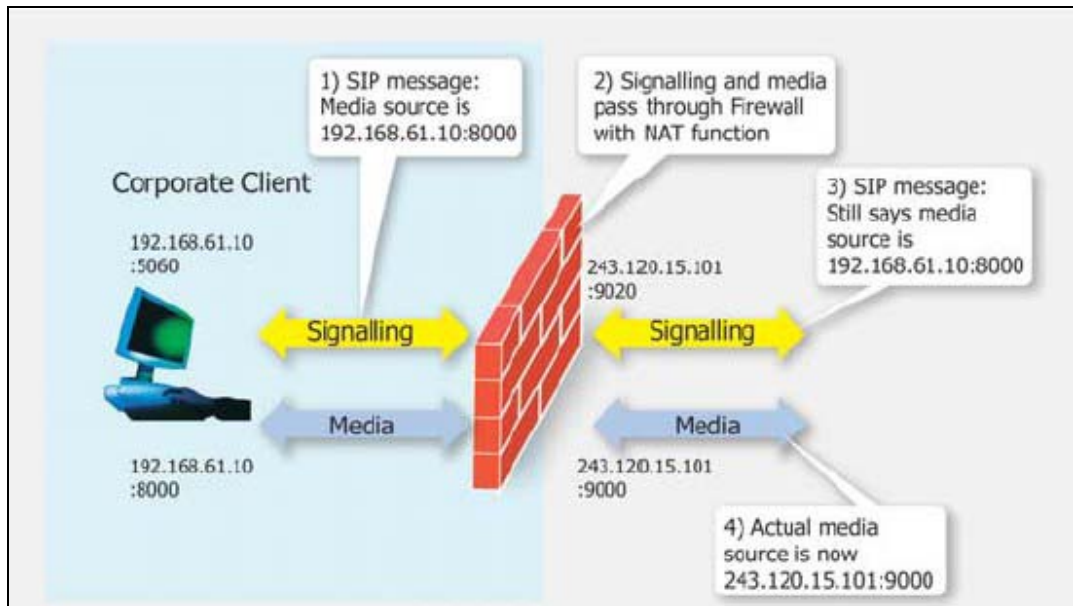 1) SIP message:
Media source is
192.168.61.10:8000
2) Signalling and media
pass through Firewall
with NAT function
Corporate Client
3) SIP message:
Still says media
source is
192.168.61.10:8000
192.168.61.10
:5060
243.120.15.101
:9020
Signalling
Signalling
Media
Media
192.168.61.10
:8000
243.120.15.101
:9000
4) Actual media
source is now
243.120.15.101:9000